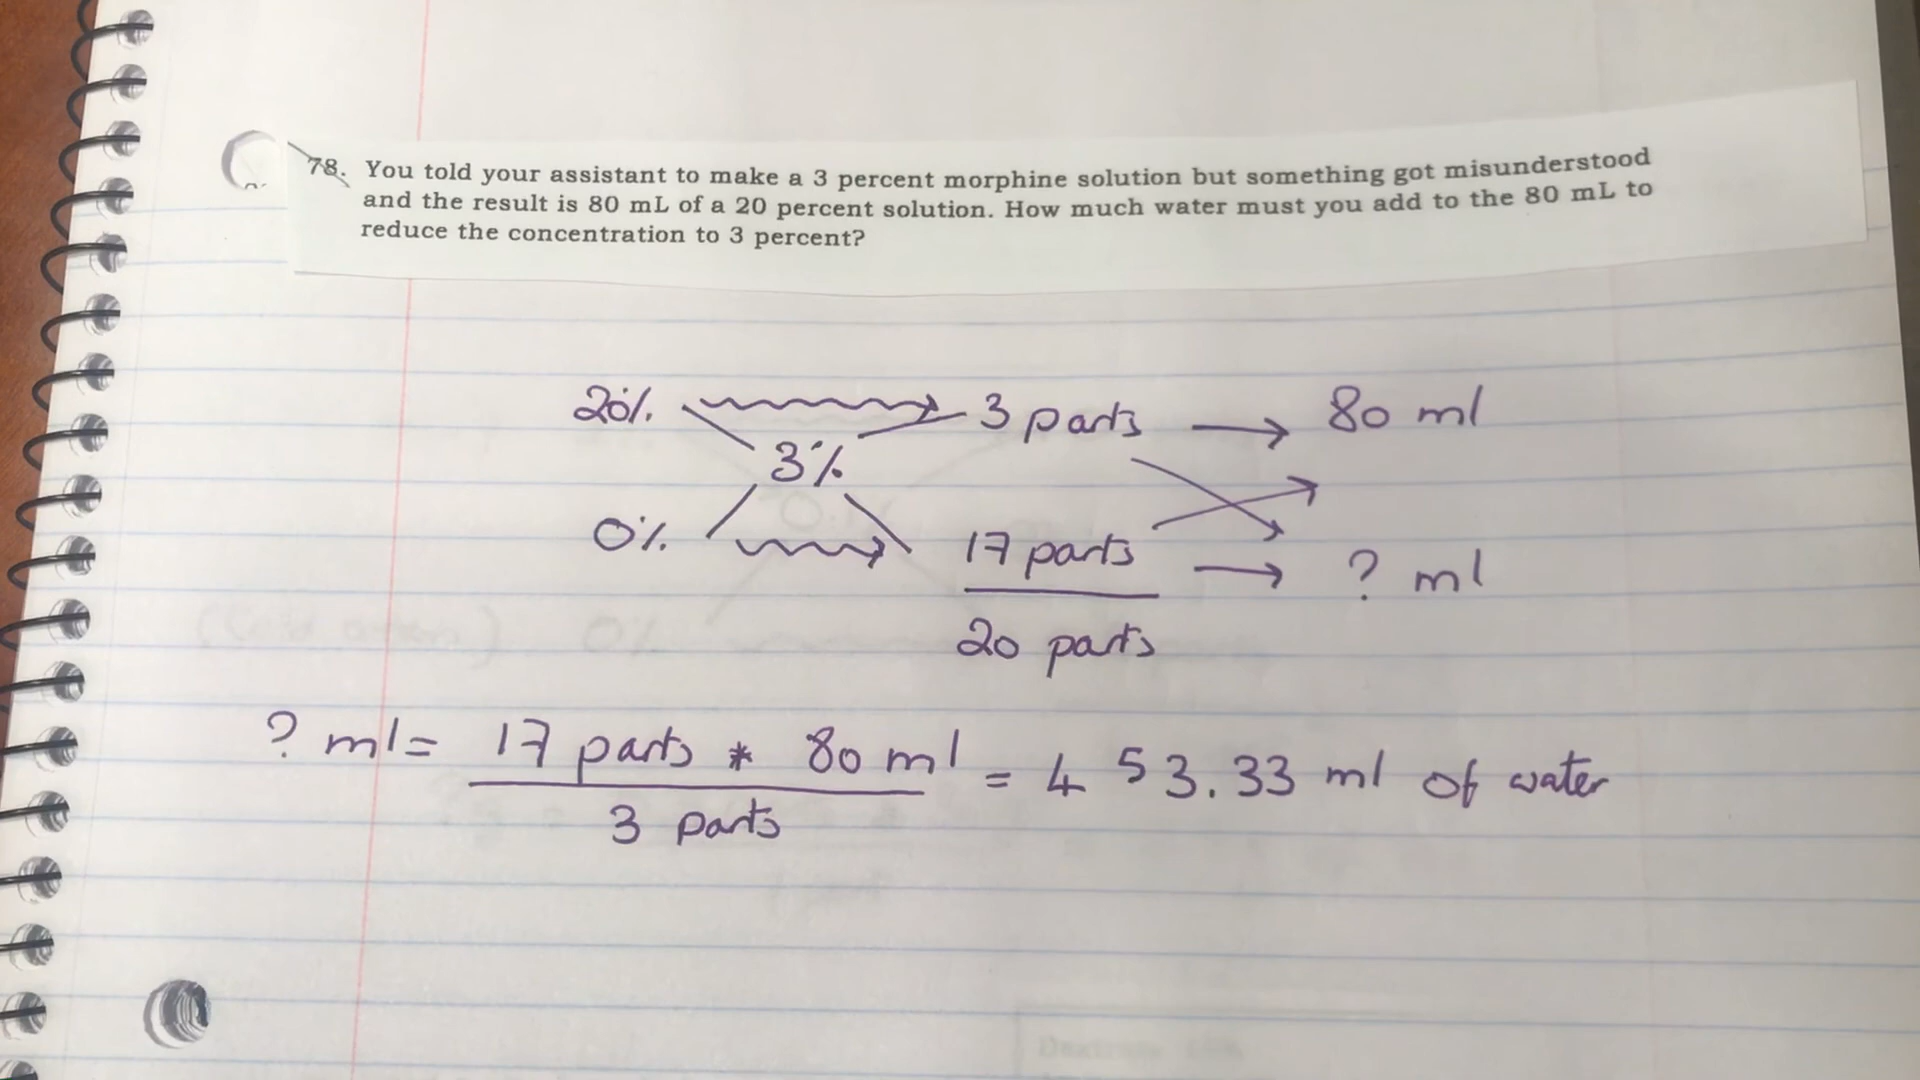 78. You told your assistant to make a 3 percent morphine solution but something got misunderstood
and the result is 80 mL of a 20 percent solution. How much water must you add to the 80 mL to
reduce the concentration to 3 percent?
20% 3 parts → 80 ml
3%
0% 17 parts → ? ml
20 parts
? ml = 17 parts * 80 ml = 453.33 ml of water
3 parts